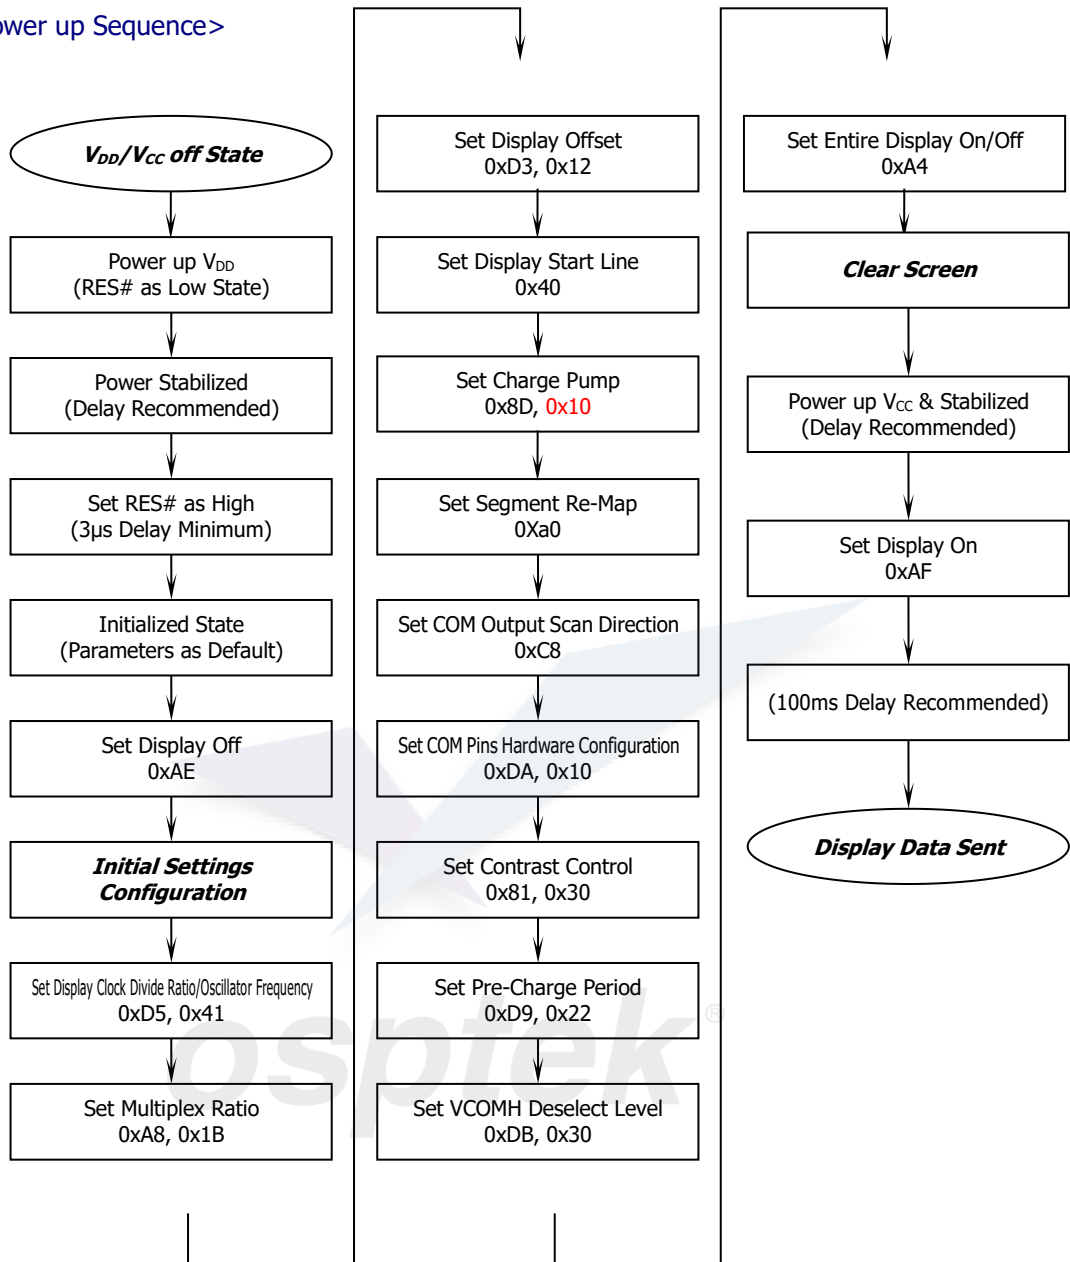 ower up Sequence>
VDD/VCC off State
Power up VDD
(RES# as Low State)
Power Stabilized
(Delay Recommended)
Set RES# as High
(3µs Delay Minimum)
Initialized State
(Parameters as Default)
Set Display Off
0xAE
Initial Settings
Configuration
Set Display Clock Divide Ratio/Oscillator Frequency
0xD5, 0x41
Set Multiplex Ratio
0xA8, 0x1B
Set Display Offset
0xD3, 0x12
Set Display Start Line
0x40
Set Charge Pump
0x8D, 0x10
Set Segment Re-Map
0Xa0
Set COM Output Scan Direction
0xC8
Set COM Pins Hardware Configuration
0xDA, 0x10
Set Contrast Control
0x81, 0x30
Set Pre-Charge Period
0xD9, 0x22
Set VCOMH Deselect Level
0xDB, 0x30
Set Entire Display On/Off
0xA4
Clear Screen
Power up VCC & Stabilized
(Delay Recommended)
Set Display On
0xAF
(100ms Delay Recommended)
Display Data Sent
osptek®